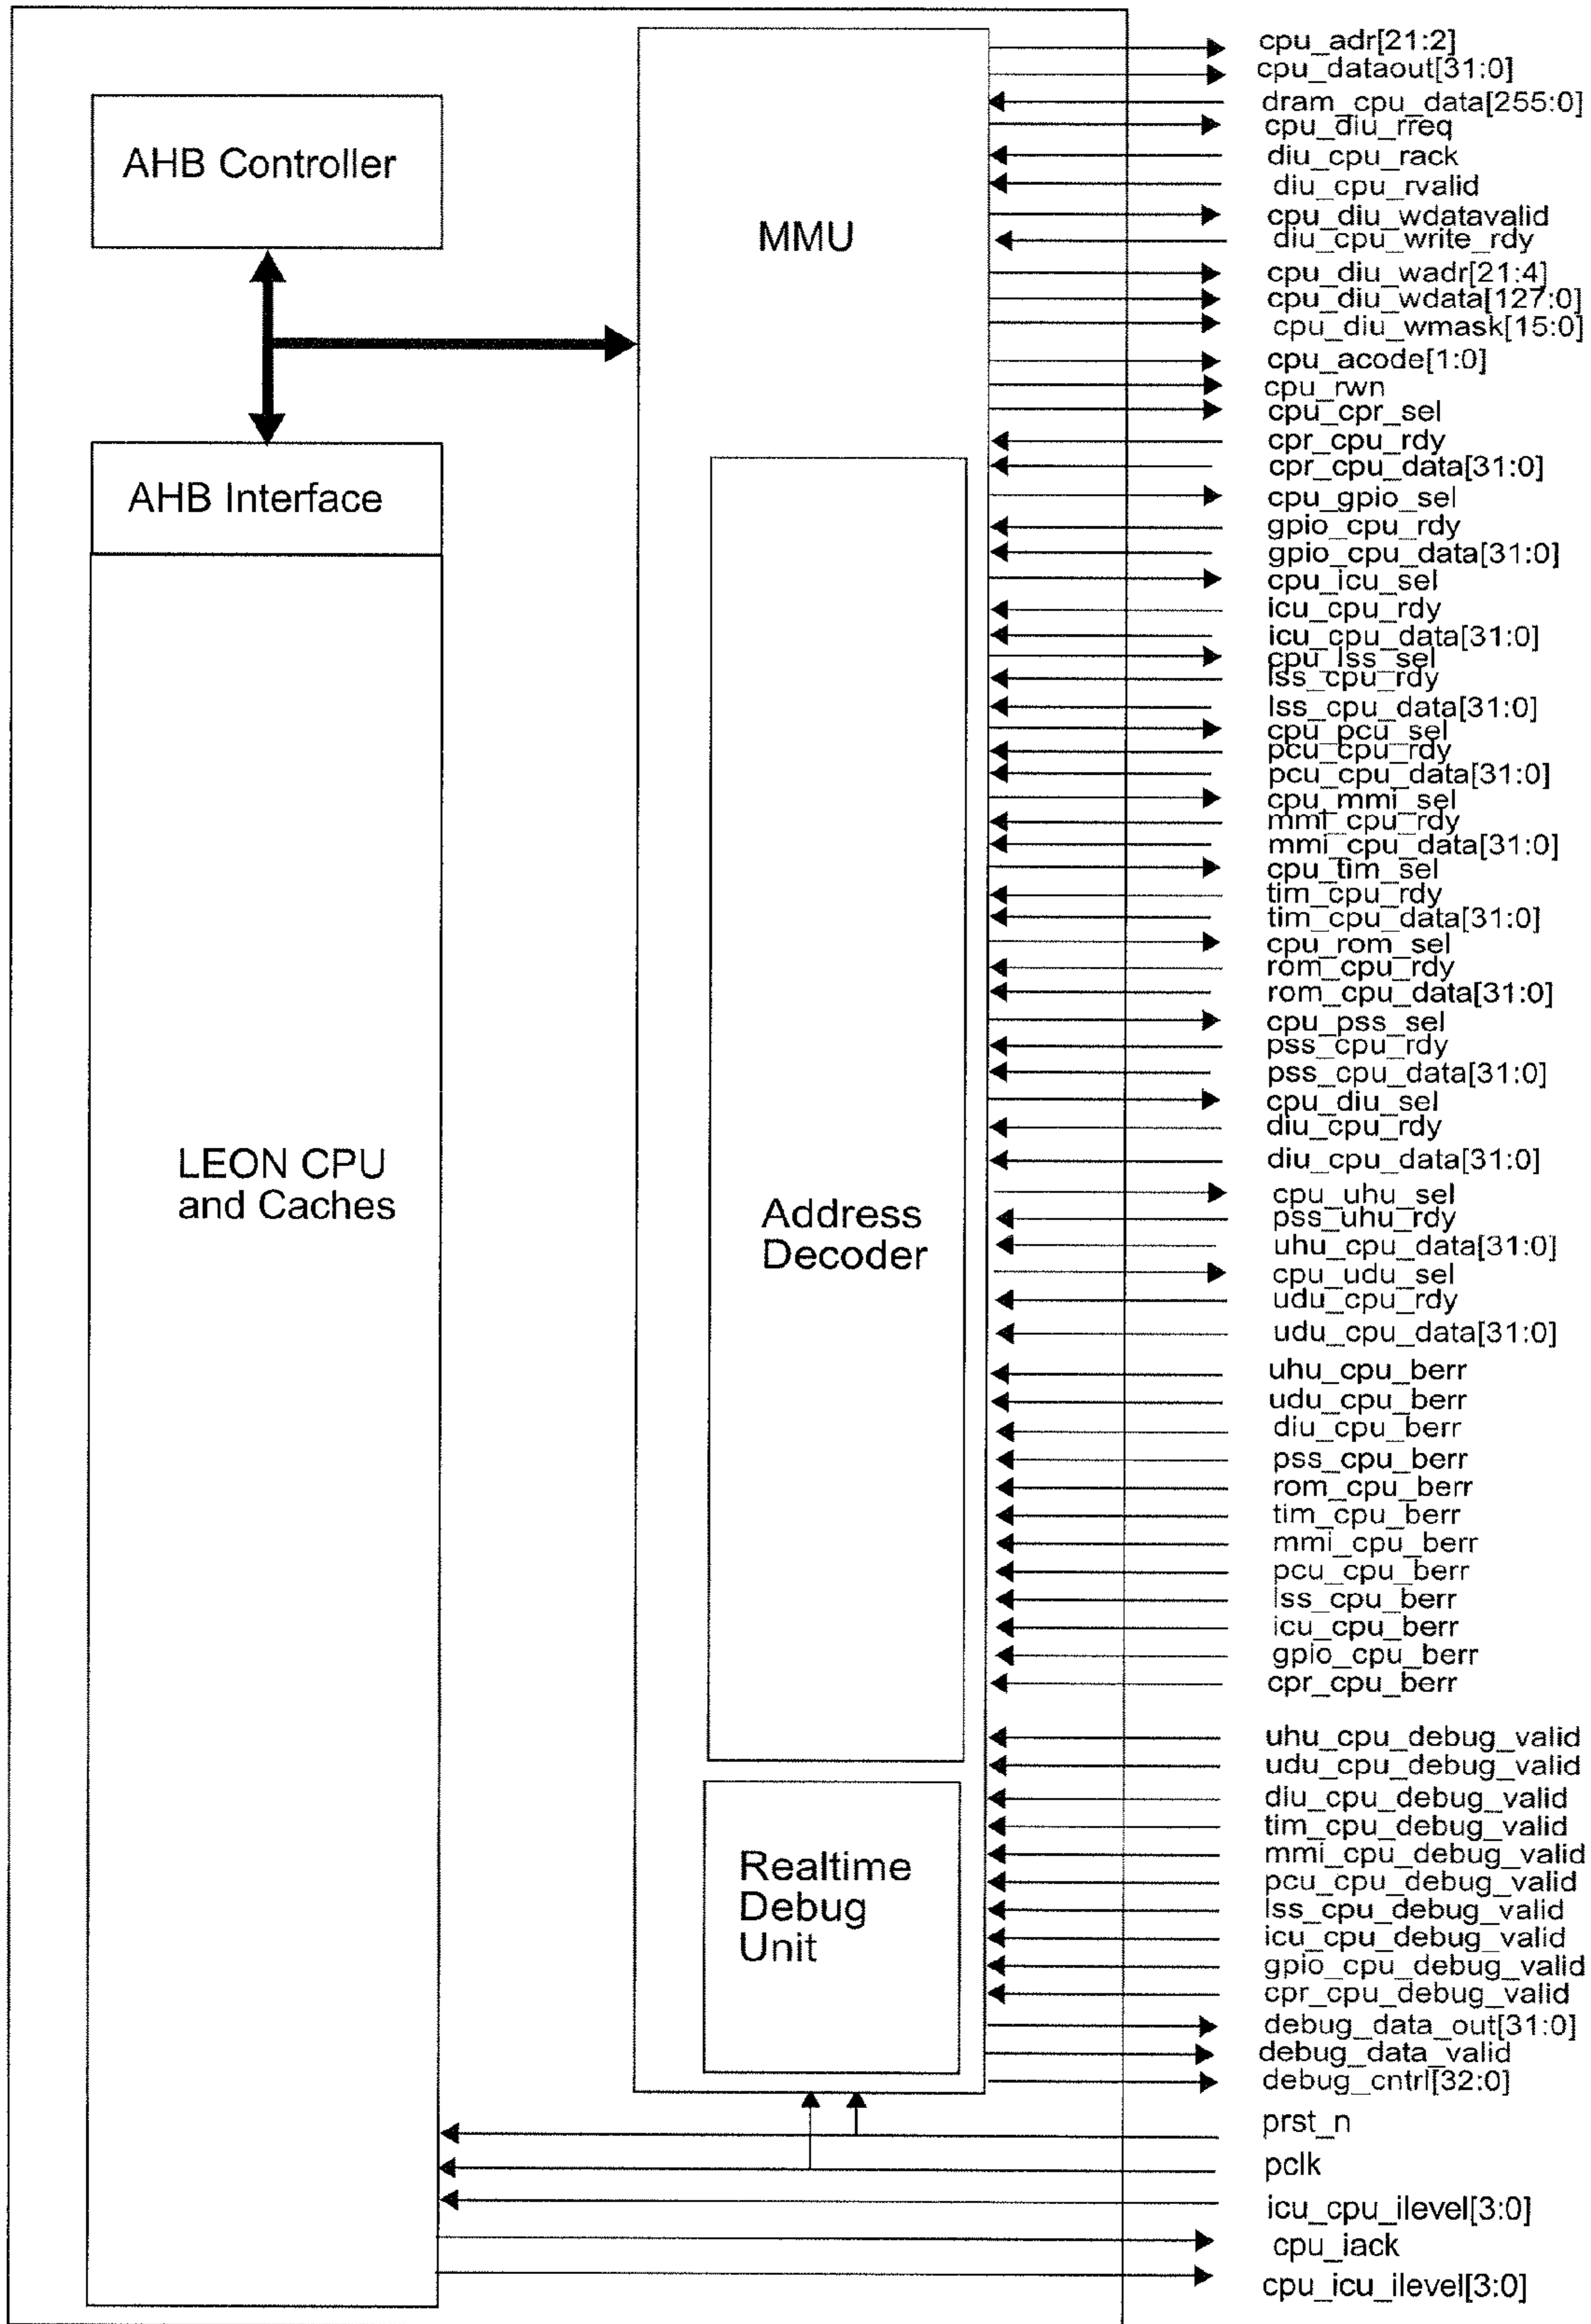 AHB Controller
AHB Interface
LEON CPU
and Caches
MMU
Address
Decoder
Realtime
Debug
Unit
cpu_adr[21:2]
cpu_dataout[31:0]
dram_cpu_data[255:0]
cpu_diu_rreq
diu_cpu_rack
diu_cpu_rvalid
cpu_diu_wdatavalid
diu_cpu_write_rdy
cpu_diu_wadr[21:4]
cpu_diu_wdata[127:0]
cpu_diu_wmask[15:0]
cpu_acode[1:0]
cpu_rwn
cpu_cpr_sel
cpr_cpu_rdy
cpr_cpu_data[31:0]
cpu_gpio_sel
gpio_cpu_rdy
gpio_cpu_data[31:0]
cpu_icu_sel
icu_cpu_rdy
icu_cpu_data[31:0]
cpu_lss_sel
lss_cpu_rdy
lss_cpu_data[31:0]
cpu_pcu_sel
pcu_cpu_rdy
pcu_cpu_data[31:0]
cpu_mmi_sel
mmi_cpu_rdy
mmi_cpu_data[31:0]
cpu_tim_sel
tim_cpu_rdy
tim_cpu_data[31:0]
cpu_rom_sel
rom_cpu_rdy
rom_cpu_data[31:0]
cpu_pss_sel
pss_cpu_rdy
pss_cpu_data[31:0]
cpu_diu_sel
diu_cpu_rdy
diu_cpu_data[31:0]
cpu_uhu_sel
pss_uhu_rdy
uhu_cpu_data[31:0]
cpu_udu_sel
udu_cpu_rdy
udu_cpu_data[31:0]
uhu_cpu_berr
udu_cpu_berr
diu_cpu_berr
pss_cpu_berr
rom_cpu_berr
tim_cpu_berr
mmi_cpu_berr
pcu_cpu_berr
lss_cpu_berr
icu_cpu_berr
gpio_cpu_berr
cpr_cpu_berr
uhu_cpu_debug_valid
udu_cpu_debug_valid
diu_cpu_debug_valid
tim_cpu_debug_valid
mmi_cpu_debug_valid
pcu_cpu_debug_valid
lss_cpu_debug_valid
icu_cpu_debug_valid
gpio_cpu_debug_valid
cpr_cpu_debug_valid
debug_data_out[31:0]
debug_data_valid
debug_cntrl[32:0]
prst_n
pclk
icu_cpu_ilevel[3:0]
cpu_iack
cpu_icu_ilevel[3:0]